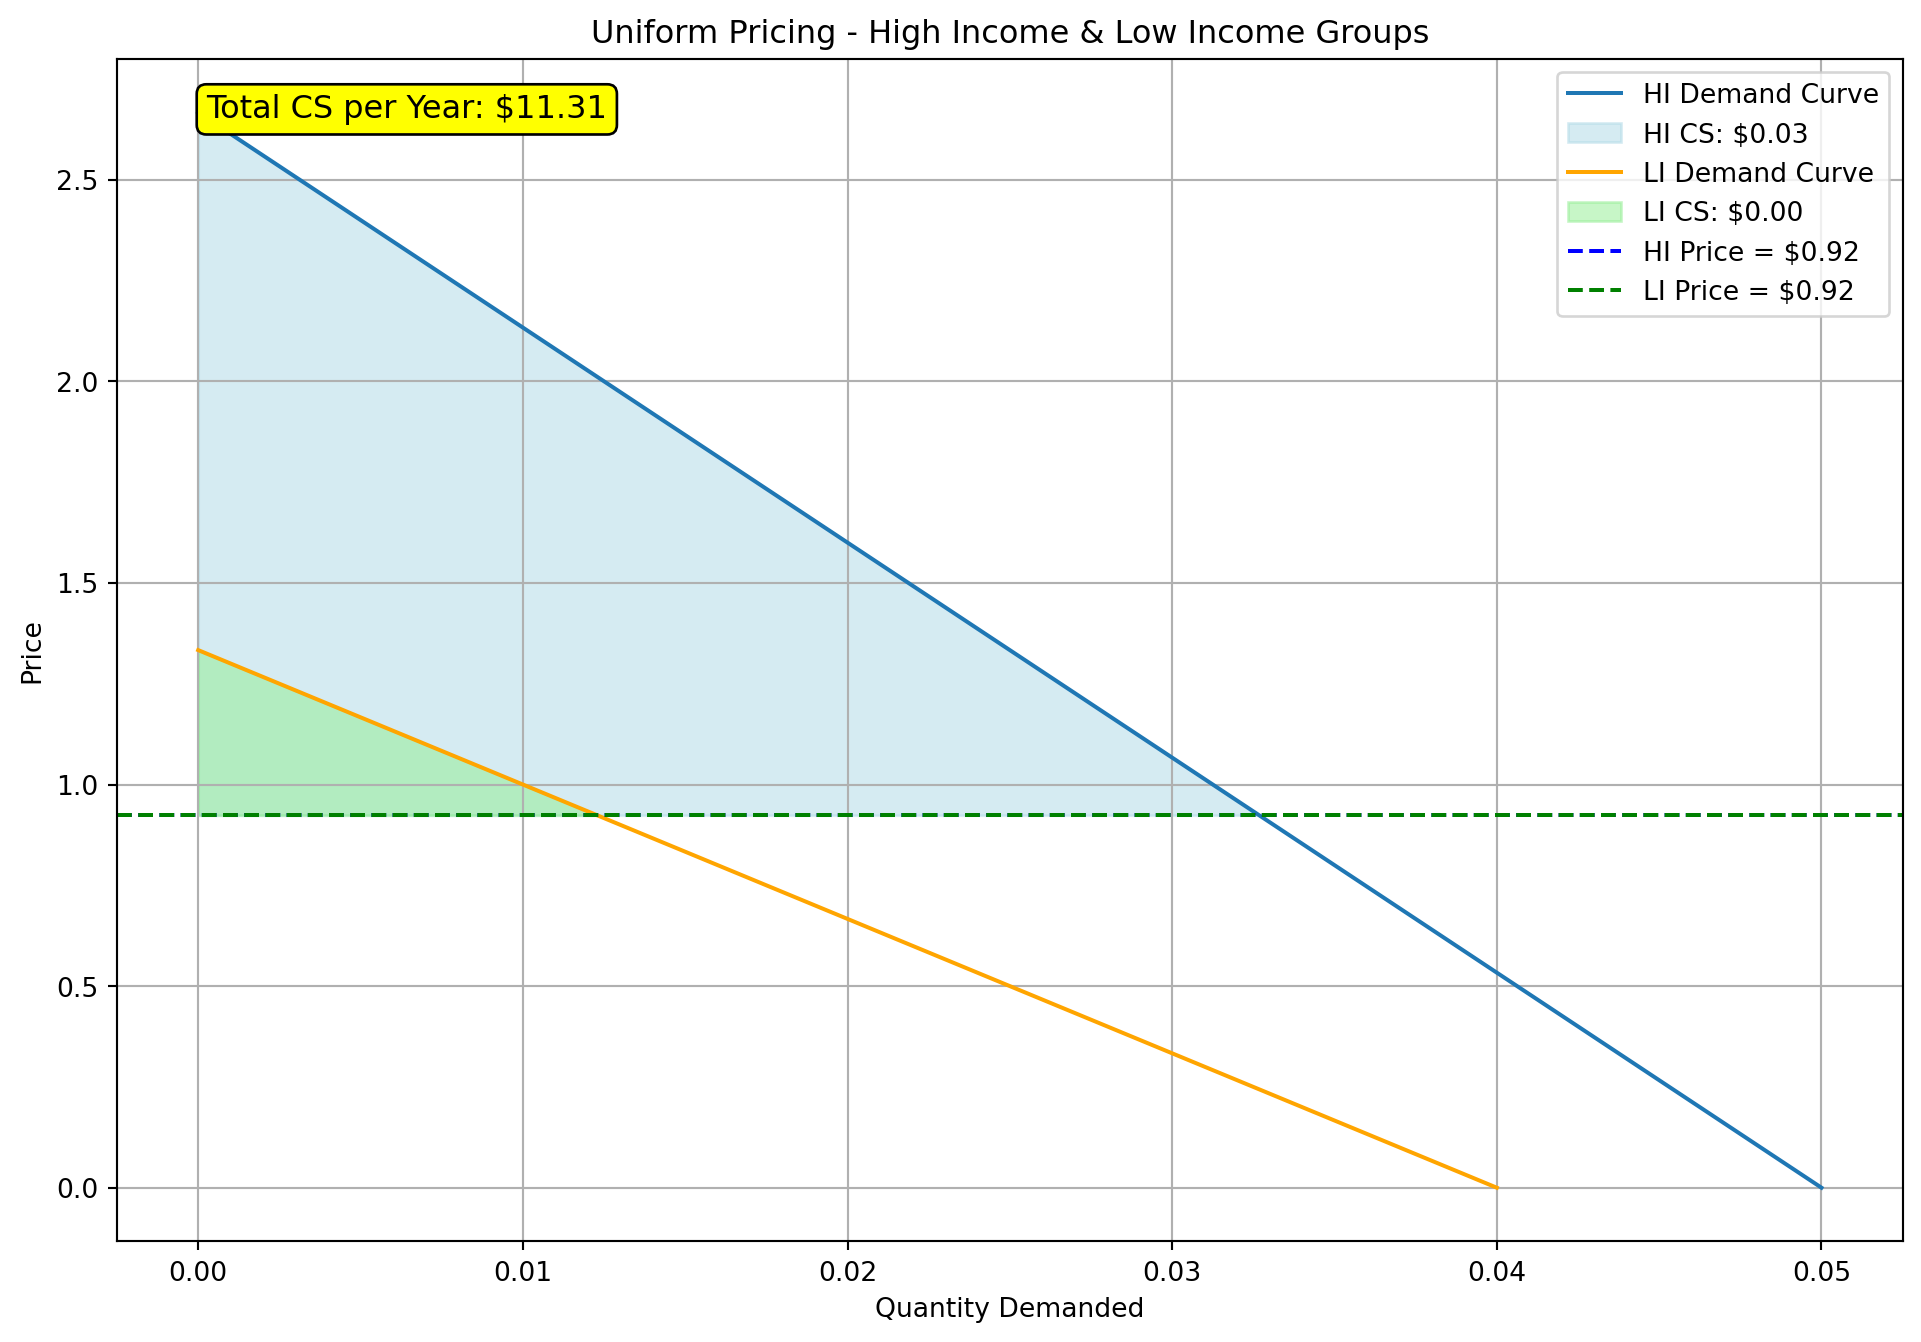 Uniform Pricing - High Income & Low Income Groups
Total CS per Year: $11.31
HI Demand Curve
HI CS: $0.03
LI Demand Curve
LI CS: $0.00
HI Price = $0.92
LI Price = $0.92
Price
2.5
2.0
1.5
1.0
0.5
0.0
0.00 0.01 0.02 0.03 0.04 0.05
Quantity Demanded